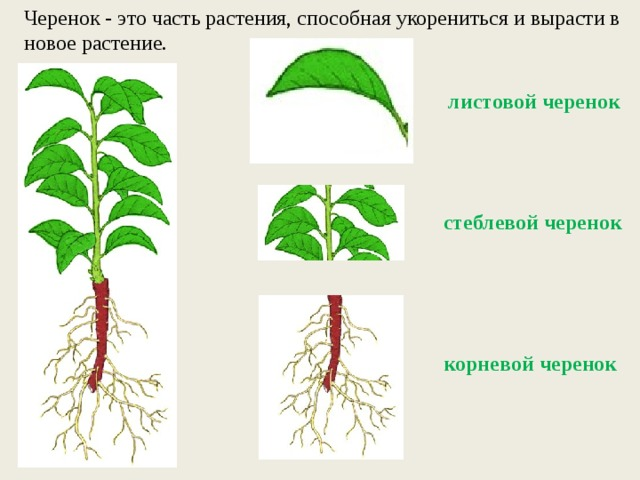 Черенок - это часть растения, способная укорениться и вырасти в
новое растение.
листовой черенок
стеблевой черенок
корневой черенок